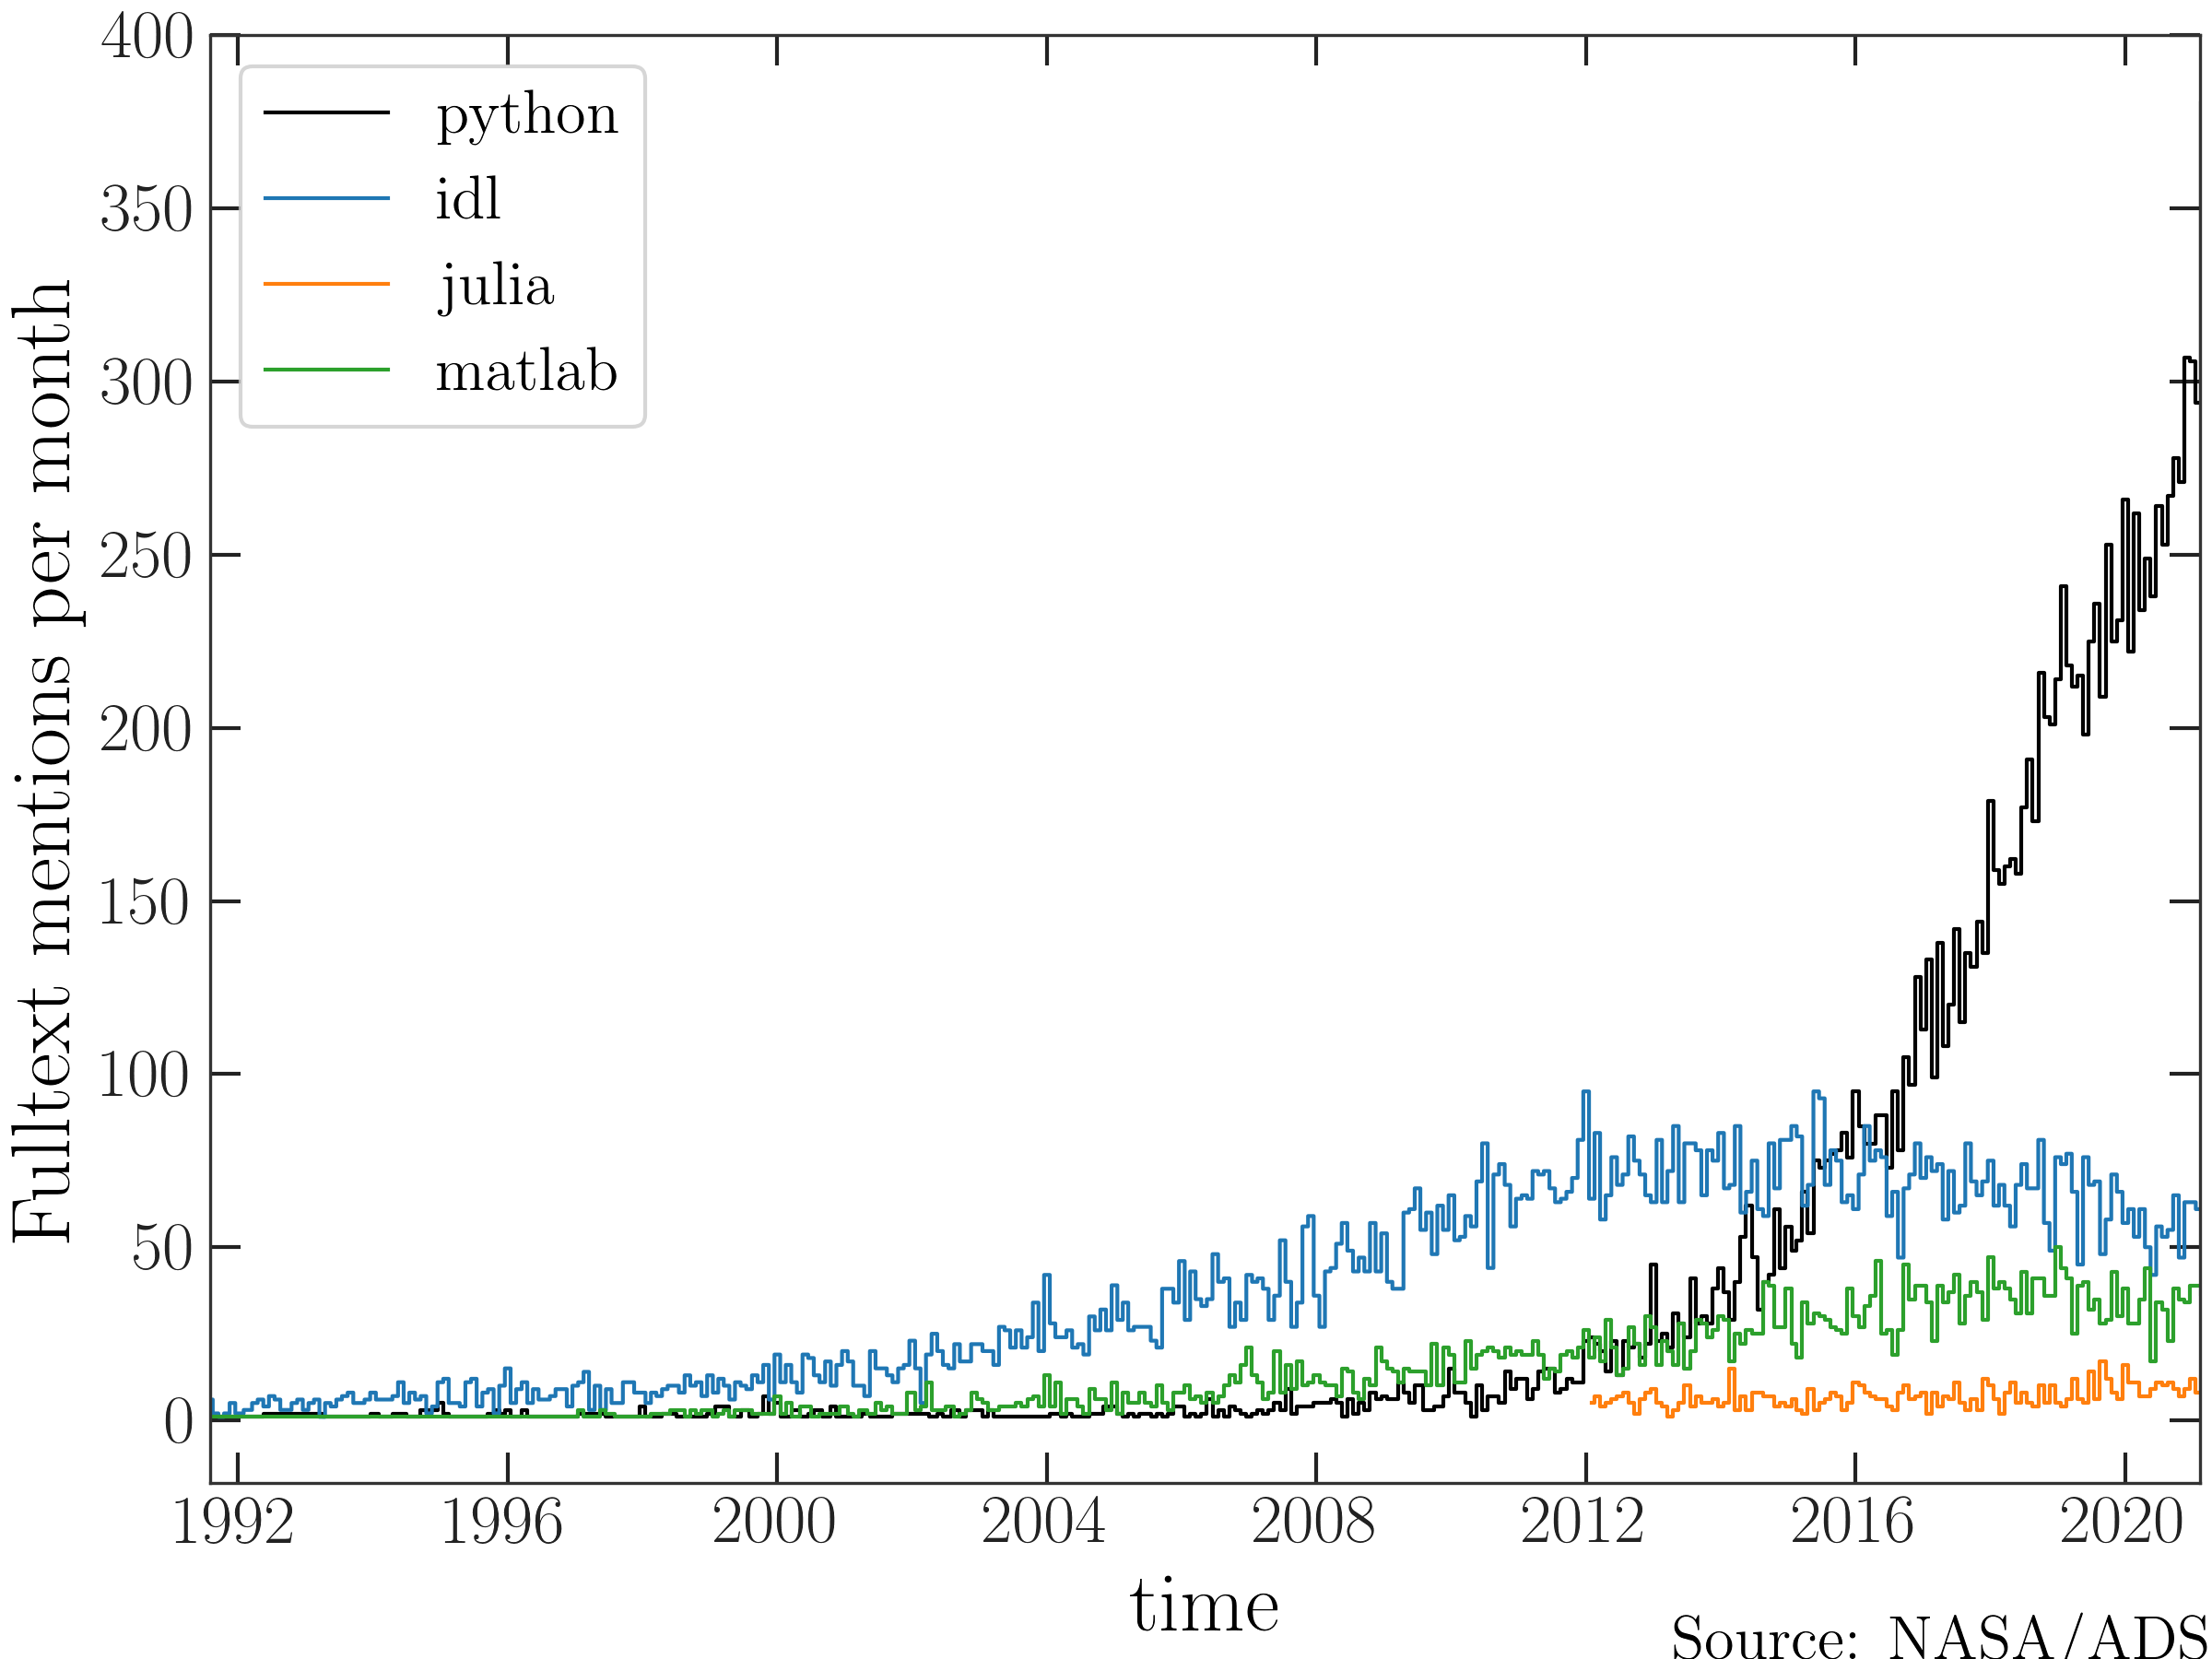 Fulltext mentions per month
400
350
300
250
200
150
100
50
0
python
idl
julia
matlab
1992 1996 2000 2004 2008 2012 2016 2020
time
Source: NASA/ADS